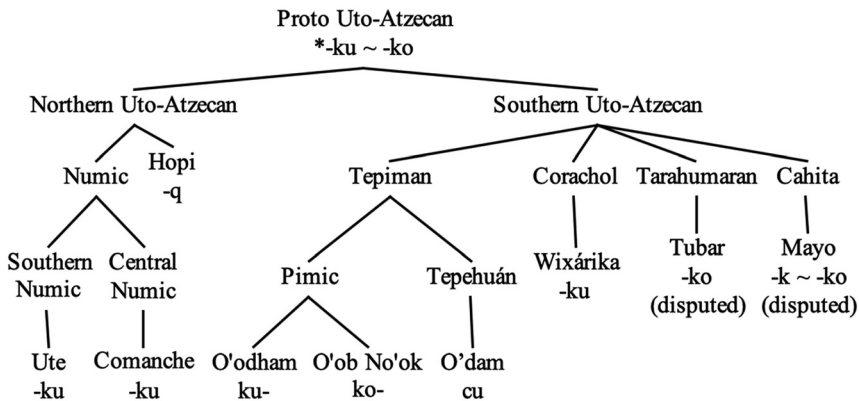 Proto Uto-Atzecan
*-ku ~ -ko
Northern Uto-Atzecan
Southern Uto-Atzecan
Numic
Hopi
-q
Tepiman
Corachol
Tarahumaran
Cahita
Southern
Numic
Central
Numic
Pimic
Tepehuán
Wixárika
-ku
Tubar
-ko
(disputed)
Mayo
-k ~ -ko
(disputed)
Ute
-ku
Comanche
-ku
O'odham
ku-
O'ob No'ok
ko-
O’dam
cu